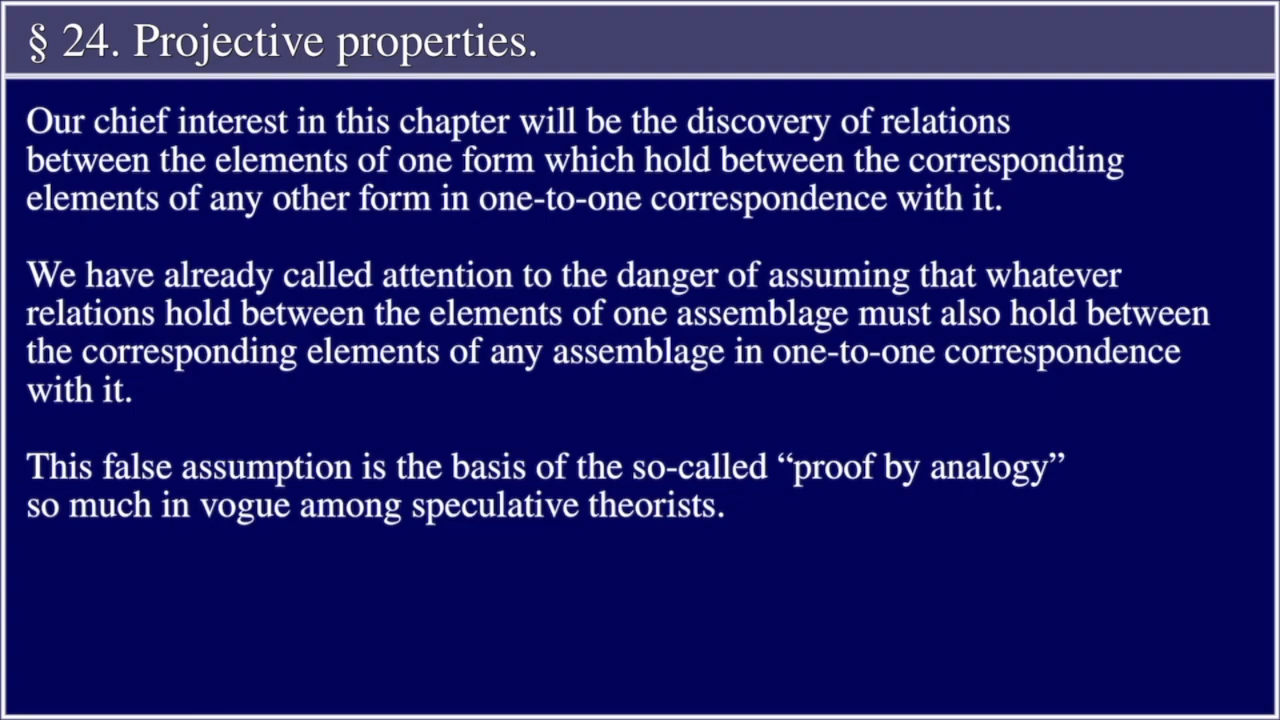 § 24. Projective properties.
Our chief interest in this chapter will be the discovery of relations
between the elements of one form which hold between the corresponding
elements of any other form in one-to-one correspondence with it.
We have already called attention to the danger of assuming that whatever
relations hold between the elements of one assemblage must also hold between
the corresponding elements of any assemblage in one-to-one correspondence
with it.
This false assumption is the basis of the so-called “proof by analogy”
so much in vogue among speculative theorists.